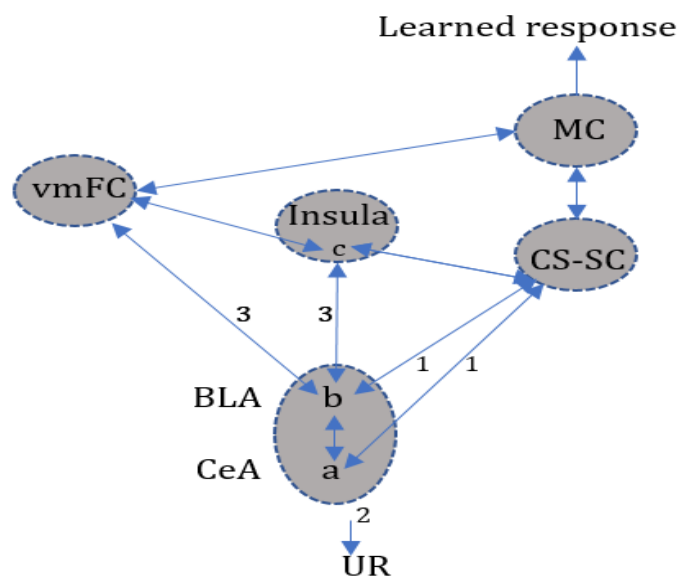 Learned response
MC
vmFC
Insula
c
CS-SC
3
3
1
1
BLA
b
CeA
a
2
UR